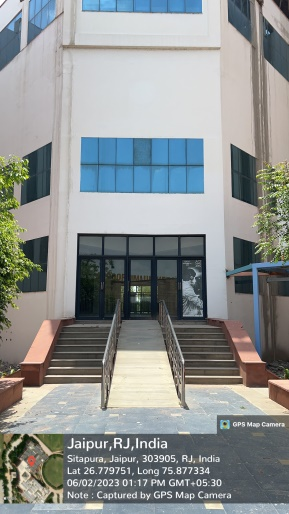 GPS Map Camera
Jaipur,RJ,India
Sitapura, Jaipur, 303905, RJ, India
Lat 26.779751, Long 75.877334
06/02/2023 01:17 PM GMT+05:30
Note : Captured by GPS Map Camera